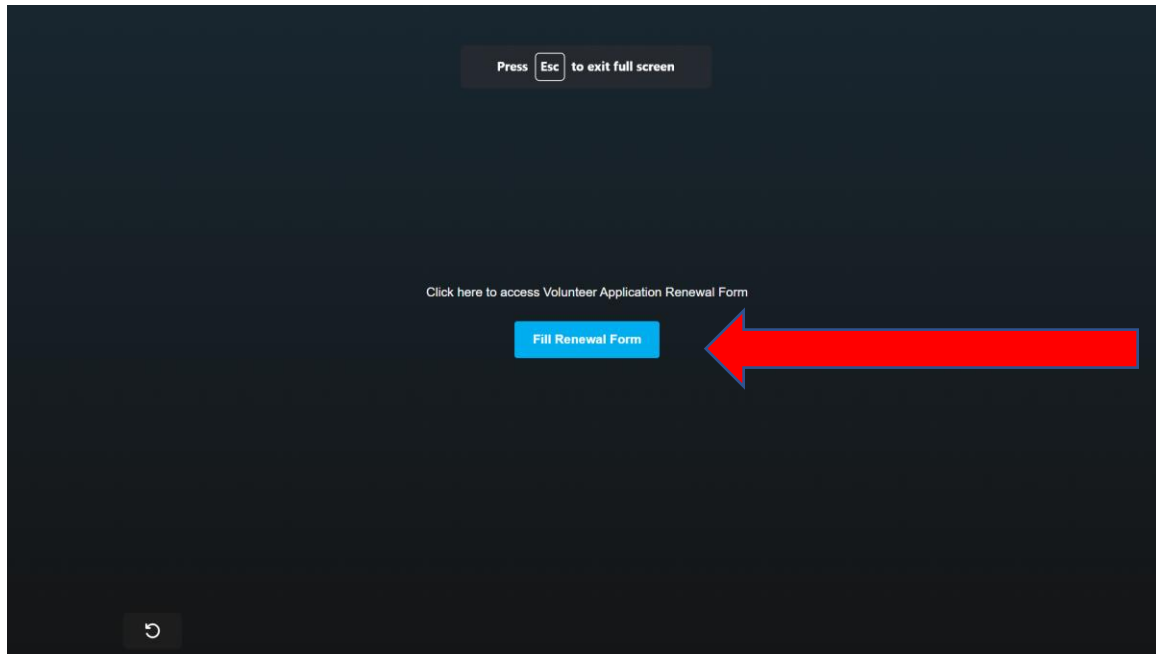 Press Esc to exit full screen
Click here to access Volunteer Application Renewal Form
Fill Renewal Form